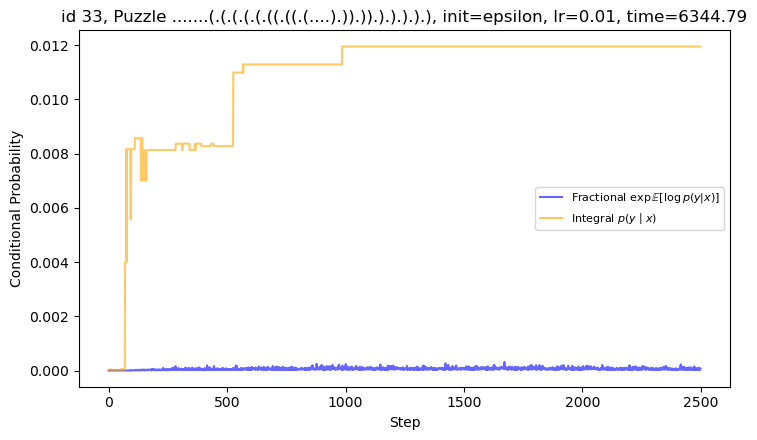 id 33, Puzzle .......(.(.(.(.(.((.((.(....).)).)).).).).).), init=epsilon, lr=0.01, time=6344.79
Conditional Probability
0.012
0.010
0.008
0.006
0.004
0.002
0.000
Fractional exp𝔼[log p(y|x)]
Integral p(y | x)
0
500
1000
1500
2000
2500
Step